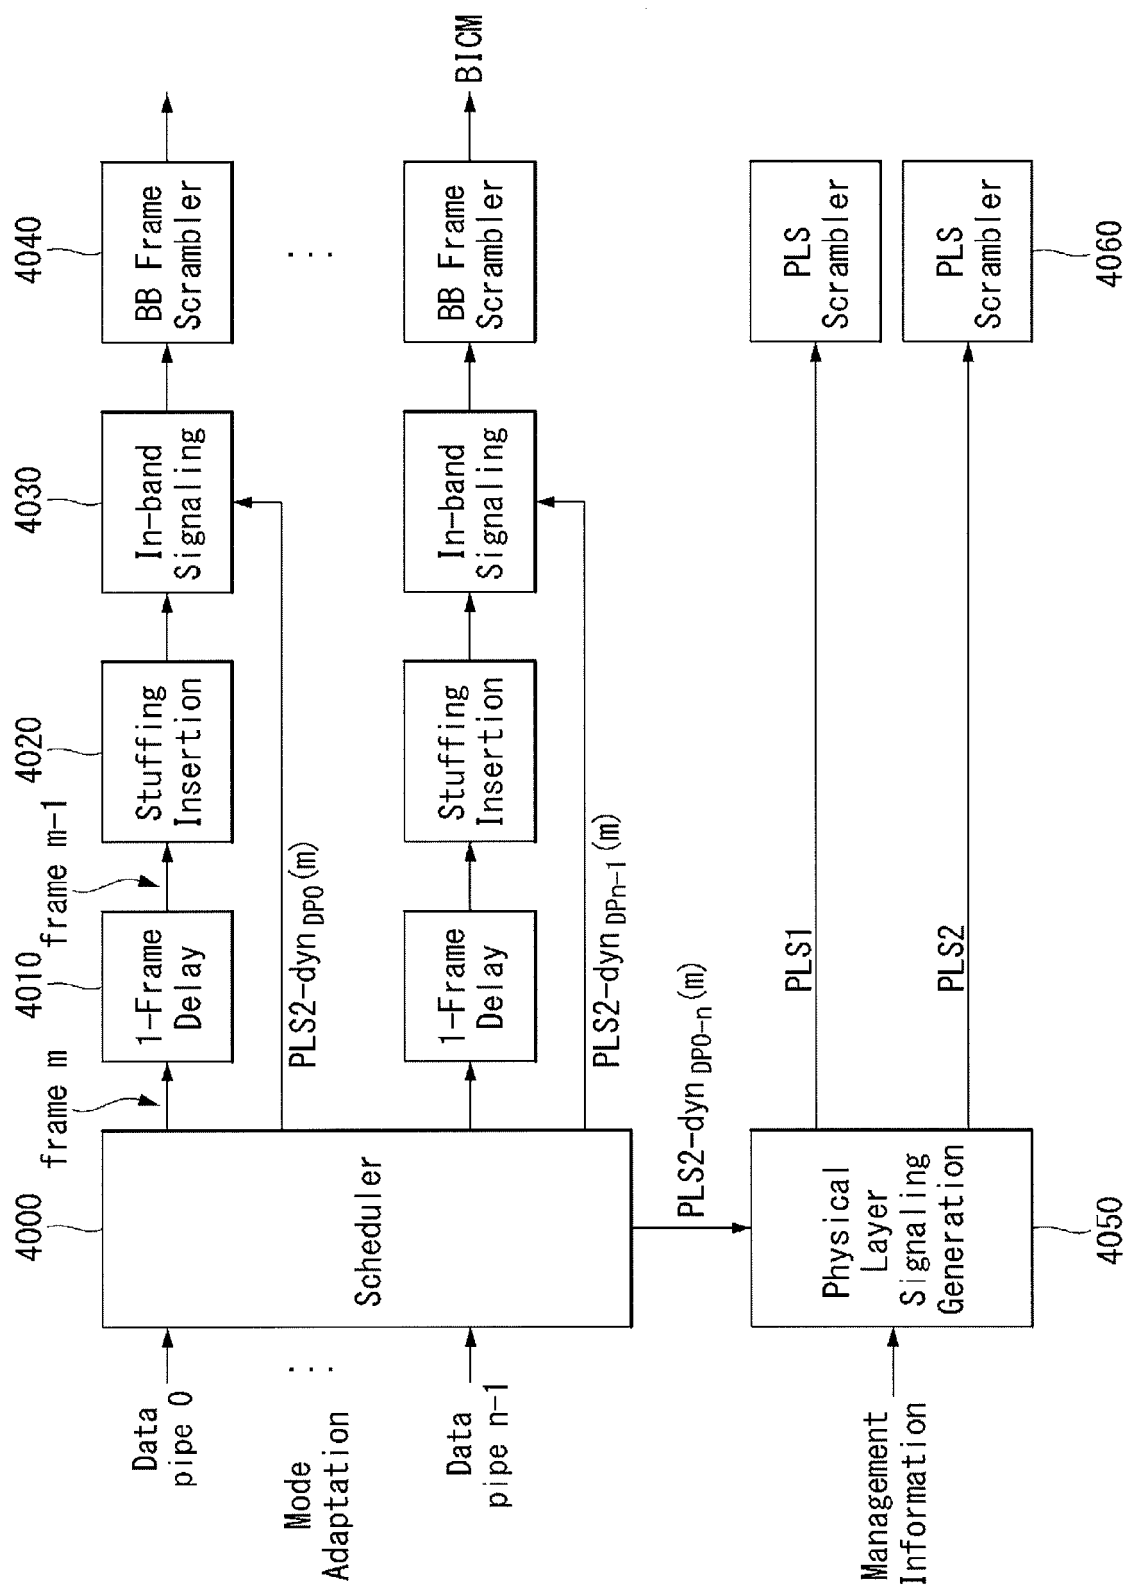 4000
frame m
4010
frame m-1
4020
4030
4040
Data
pipe 0
Scheduler
1-Frame
Delay
Stuffing
Insertion
In-band
Signaling
BB Frame
Scrambler
PLS2-dyn DP0(m)
Mode
Adaptation
...
...
Data
pipe n-1
1-Frame
Delay
Stuffing
Insertion
In-band
Signaling
BB Frame
Scrambler
BICM
PLS2-dyn DPn-1(m)
PLS2-dyn DP0-n(m)
Management
Information
Physical
Layer
Signaling
Generation
PLS1
PLS
Scrambler
PLS2
PLS
Scrambler
4050
4060